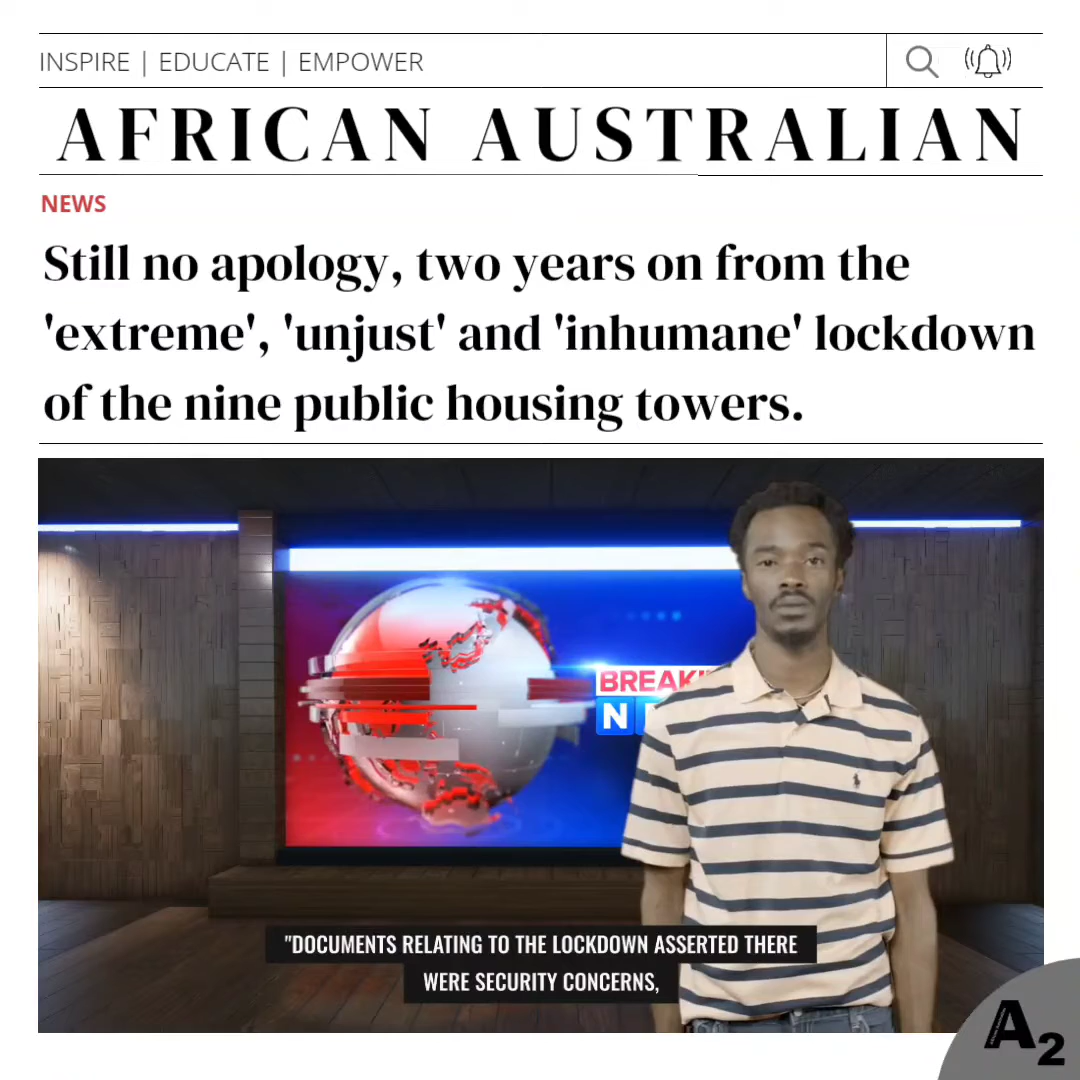 INSPIRE | EDUCATE | EMPOWER
AFRICAN AUSTRALIAN
NEWS
Still no apology, two years on from the
'extreme', 'unjust' and 'inhumane' lockdown
of the nine public housing towers.
"DOCUMENTS RELATING TO THE LOCKDOWN ASSERTED THERE
WERE SECURITY CONCERNS,
A2